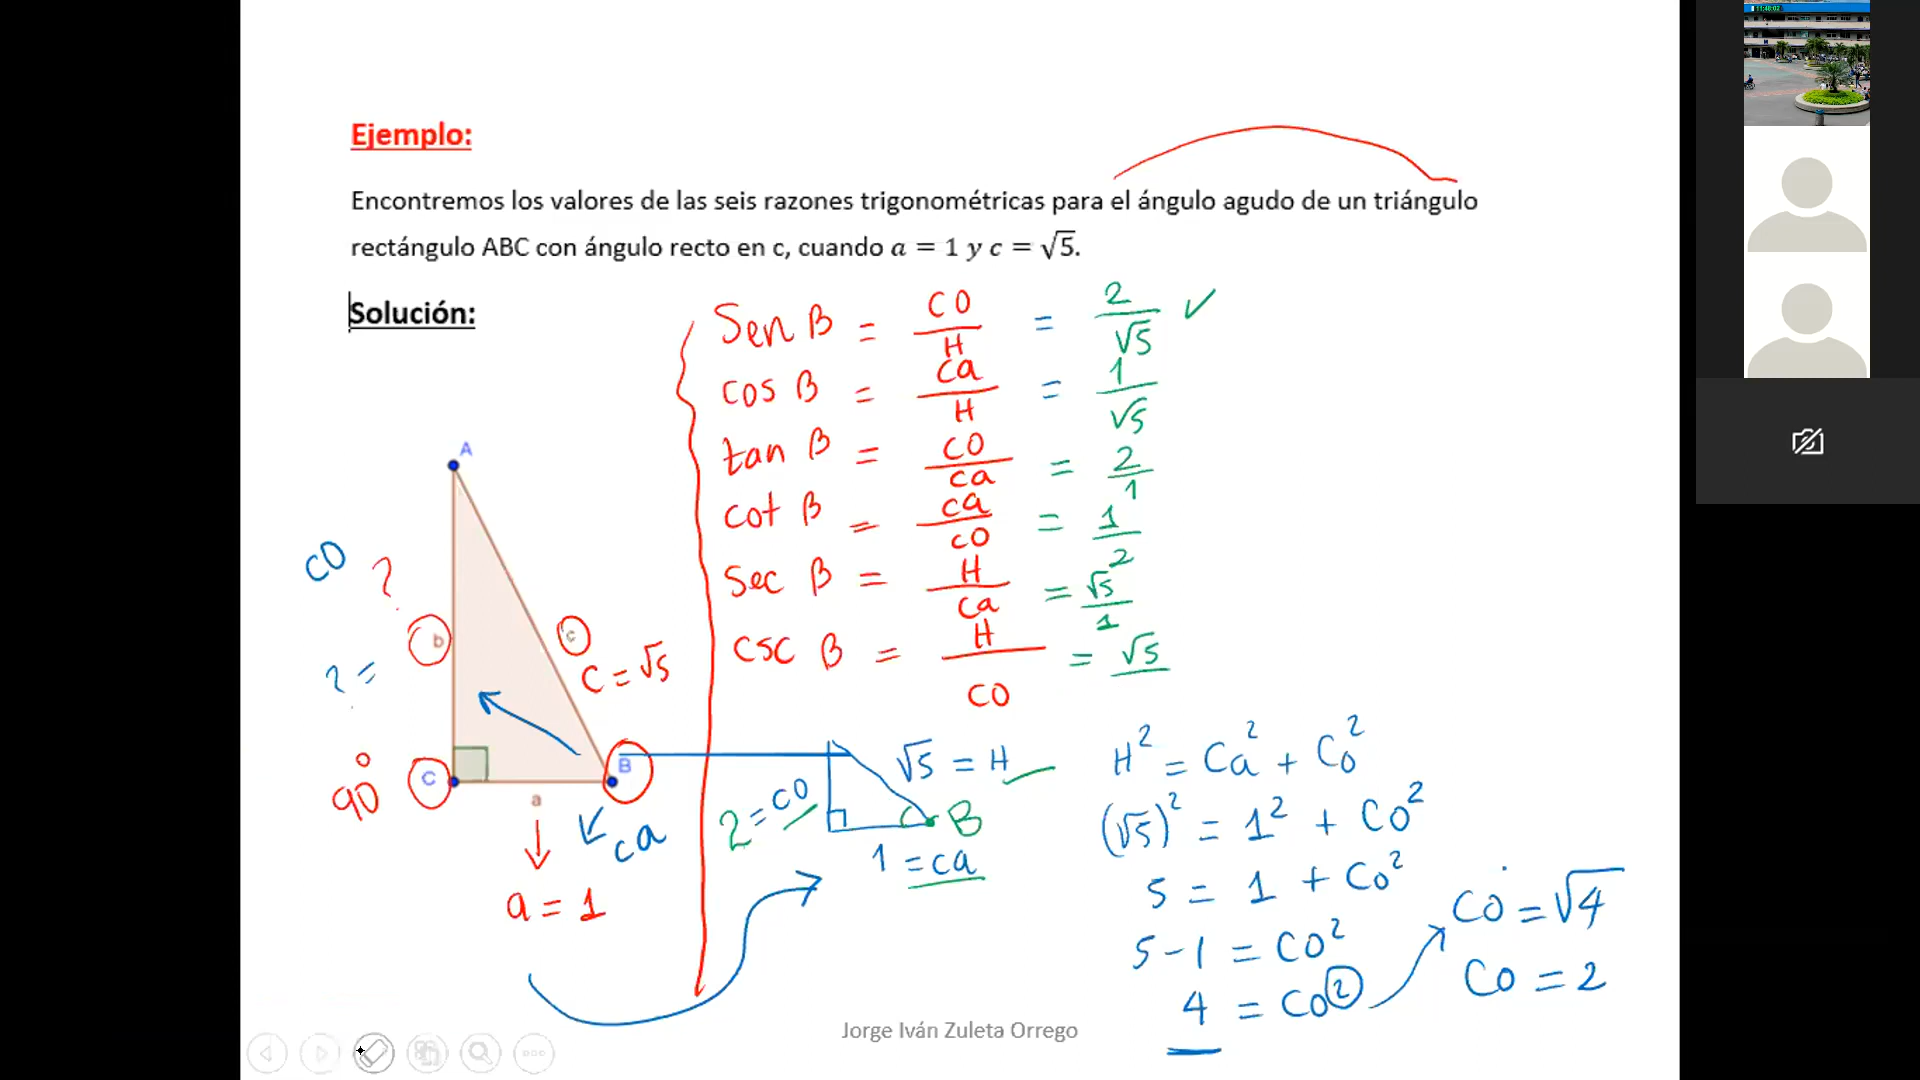 Ejemplo:
Encontremos los valores de las seis razones trigonométricas para el ángulo agudo de un triángulo
rectángulo ABC con ángulo recto en c, cuando a = 1 y c = √5.
Solución:
Sen B = CO/H = 2/√5 ✓
cos B = ca/H = 1/√5
tan B = CO/ca = 2/1
cot B = ca/CO = 1/2
Sec B = H/ca = √5/1
CSC B = H/CO = √5
A
CO ?
b
c
C = √5
? =
90°
C
B
a
ca
a = 1
√5 = H
2 = CO
B
1 = ca
H² = Ca² + Co²
(√5)² = 1² + CO²
5 = 1 + Co²
5 - 1 = CO²
4 = CO²
CO = √4
CO = 2
Jorge Iván Zuleta Orrego
11:48:02